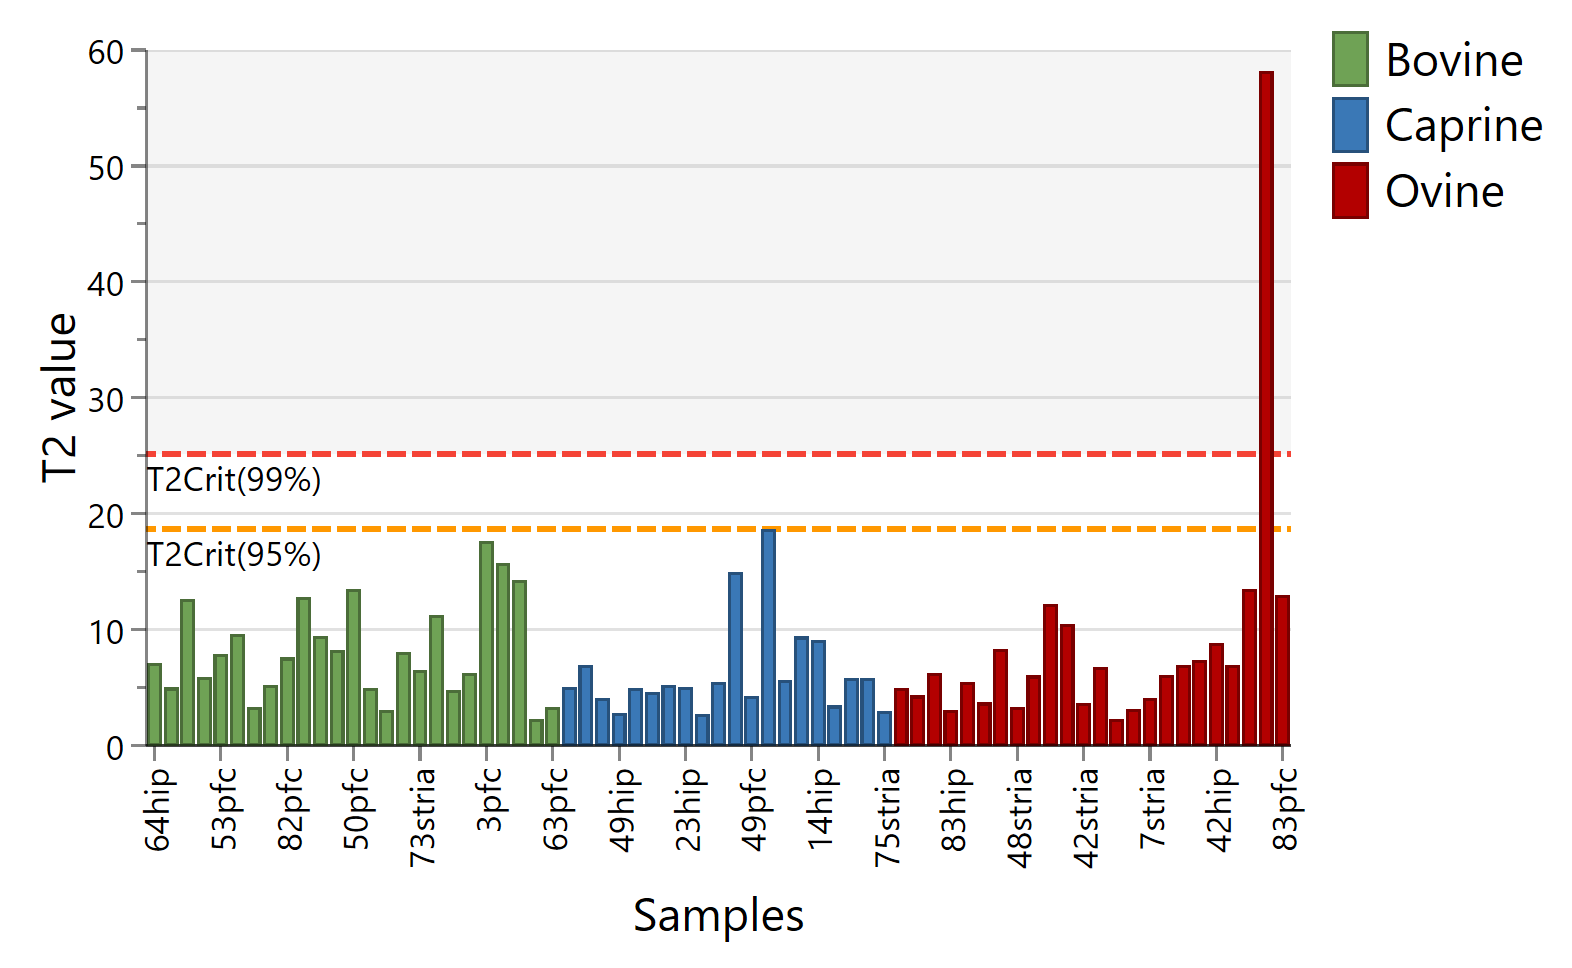 60
50
40
30
20
10
0
T2 value
T2Crit(99%)
T2Crit(95%)
64hip
53pfc
82pfc
50pfc
73stria
3pfc
63pfc
49hip
23hip
49pfc
14hip
75stria
83hip
48stria
42stria
7stria
42hip
83pfc
Samples
Bovine
Caprine
Ovine